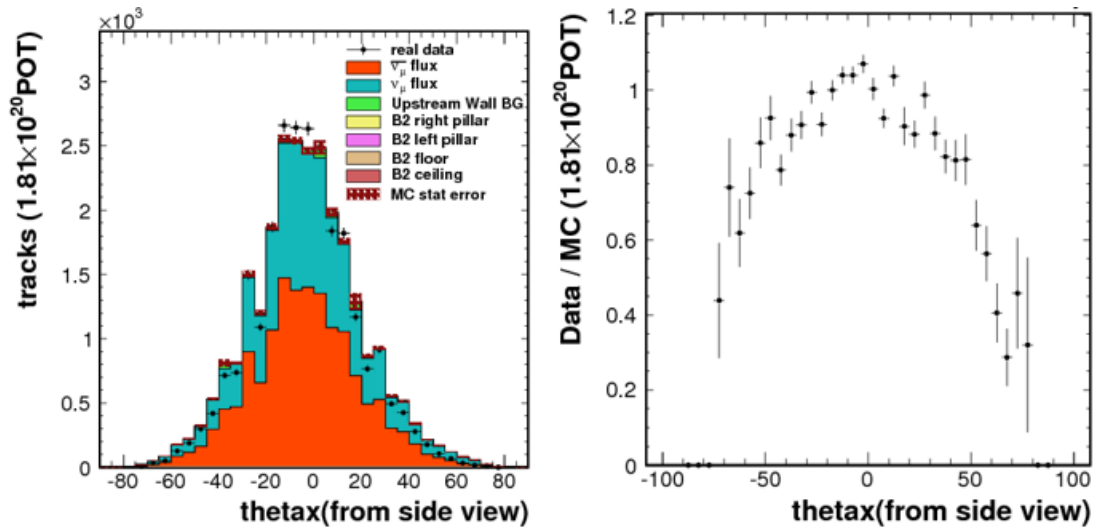 ×10³
tracks (1.81×10²⁰POT)
3
2.5
2
1.5
1
0.5
0
-80 -60 -40 -20 0 20 40 60 80
thetax(from side view)
real data
ν̅_μ flux
ν_μ flux
Upstream Wall BG
B2 right pillar
B2 left pillar
B2 floor
B2 ceiling
MC stat error
Data / MC (1.81×10²⁰POT)
1.2
1
0.8
0.6
0.4
0.2
0
-100 -50 0 50 100
thetax(from side view)